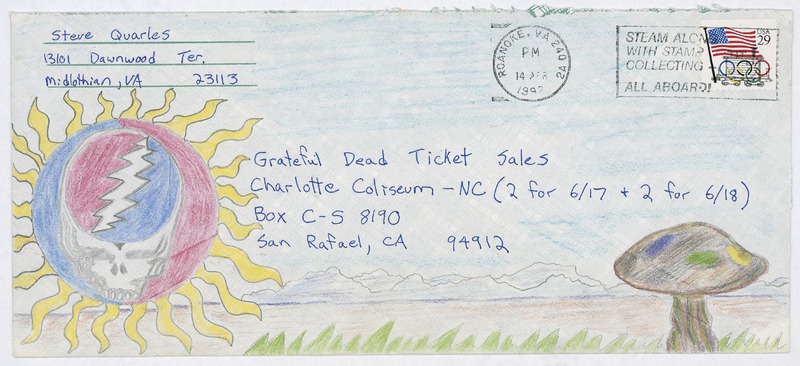 Steve Quarles
13101 Dawnwood Ter.
Midlothian, VA 23113
ROANOKE, VA 240 2A
PM
14
1992
STEAM ALONG
WITH STAMP
COLLECTING
ALL ABOARD!
USA
29
Grateful Dead Ticket Sales
Charlotte Coliseum - NC (2 for 6/17 + 2 for 6/18)
Box C-S 8190
San Rafael, CA 94912